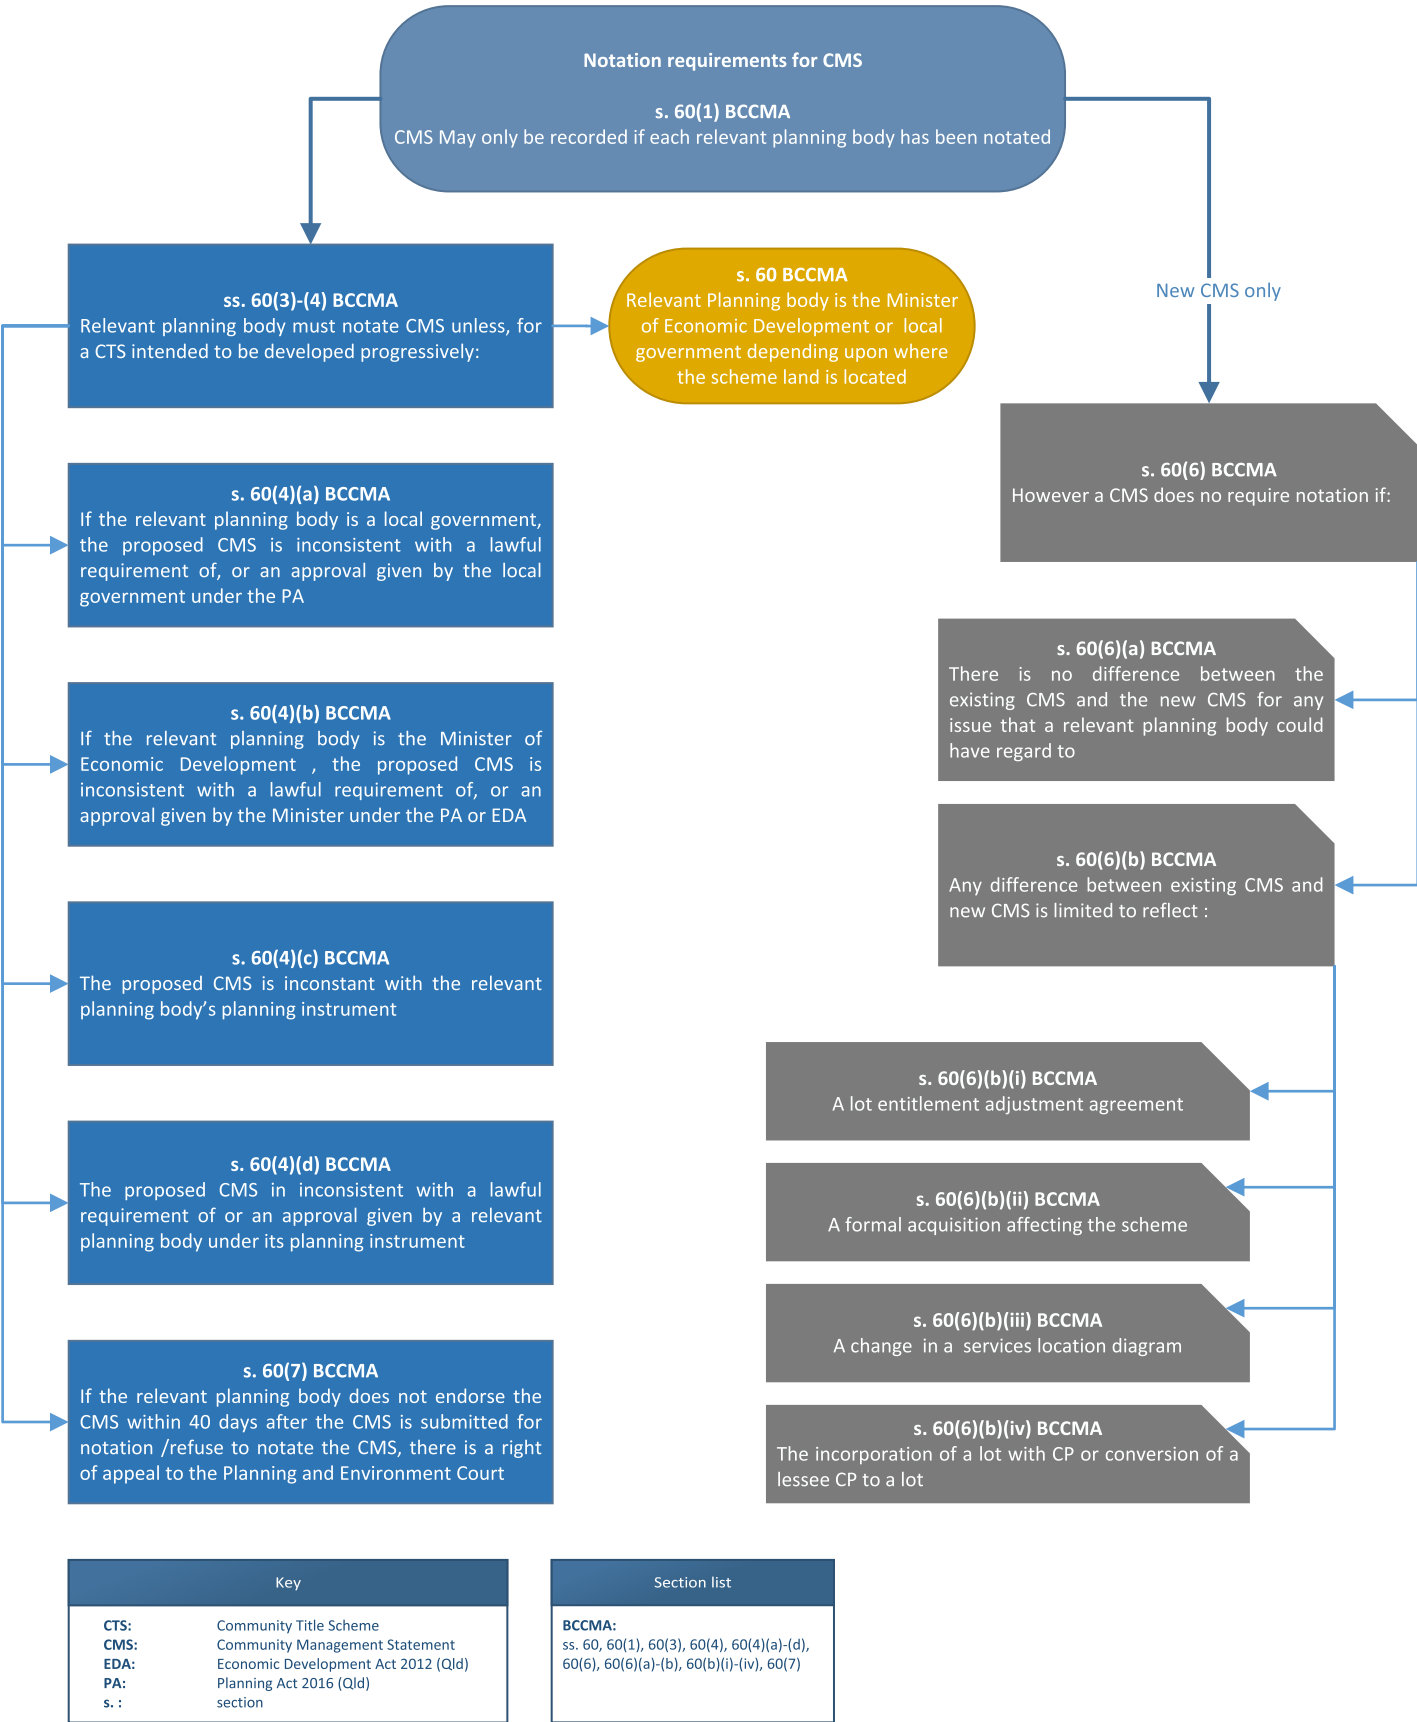 Notation requirements for CMS
s. 60(1) BCCMA
CMS May only be recorded if each relevant planning body has been notated
ss. 60(3)-(4) BCCMA
Relevant planning body must notate CMS unless, for
a CTS intended to be developed progressively:
s. 60 BCCMA
Relevant Planning body is the Minister
of Economic Development or local
government depending upon where
the scheme land is located
New CMS only
s. 60(6) BCCMA
However a CMS does no require notation if:
s. 60(4)(a) BCCMA
If the relevant planning body is a local government,
the proposed CMS is inconsistent with a lawful
requirement of, or an approval given by the local
government under the PA
s. 60(4)(b) BCCMA
If the relevant planning body is the Minister of
Economic Development , the proposed CMS is
inconsistent with a lawful requirement of, or an
approval given by the Minister under the PA or EDA
s. 60(4)(c) BCCMA
The proposed CMS is inconstant with the relevant
planning body’s planning instrument
s. 60(4)(d) BCCMA
The proposed CMS in inconsistent with a lawful
requirement of or an approval given by a relevant
planning body under its planning instrument
s. 60(7) BCCMA
If the relevant planning body does not endorse the
CMS within 40 days after the CMS is submitted for
notation /refuse to notate the CMS, there is a right
of appeal to the Planning and Environment Court
s. 60(6)(a) BCCMA
There is no difference between the
existing CMS and the new CMS for any
issue that a relevant planning body could
have regard to
s. 60(6)(b) BCCMA
Any difference between existing CMS and
new CMS is limited to reflect :
s. 60(6)(b)(i) BCCMA
A lot entitlement adjustment agreement
s. 60(6)(b)(ii) BCCMA
A formal acquisition affecting the scheme
s. 60(6)(b)(iii) BCCMA
A change in a services location diagram
s. 60(6)(b)(iv) BCCMA
The incorporation of a lot with CP or conversion of a
lessee CP to a lot
Key
CTS: Community Title Scheme
CMS: Community Management Statement
EDA: Economic Development Act 2012 (Qld)
PA: Planning Act 2016 (Qld)
s. : section
Section list
BCCMA:
ss. 60, 60(1), 60(3), 60(4), 60(4)(a)-(d),
60(6), 60(6)(a)-(b), 60(b)(i)-(iv), 60(7)